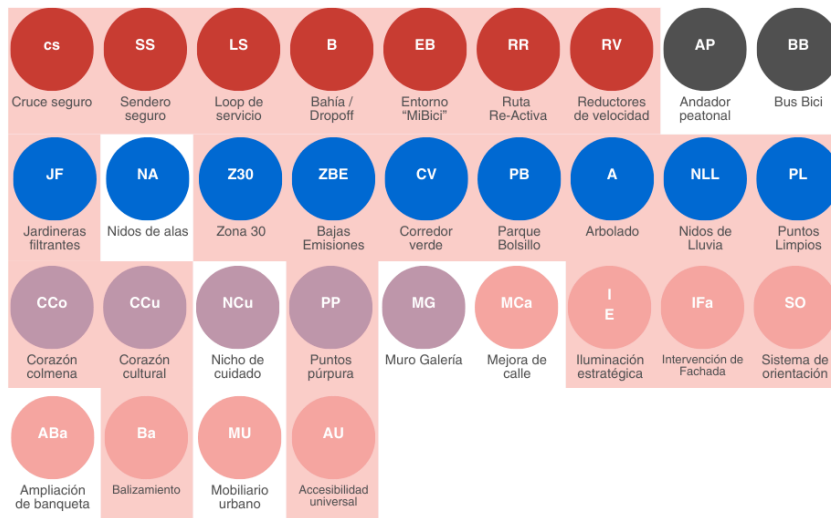 cs SS LS B EB RR RV AP BB
Cruce seguro
Sendero
seguro
Loop de
servicio
Bahía /
Dropoff
Entorno
“MiBici”
Ruta
Re-Activa
Reductores
de velocidad
Andador
peatonal
Bus Bici
JF NA Z30 ZBE CV PB A NLL PL
Jardineras
filtrantes
Nidos de alas
Zona 30
Bajas
Emisiones
Corredor
verde
Parque
Bolsillo
Arbolado
Nidos de
Lluvia
Puntos
Limpios
CCo CCu NCu PP MG MCa I
E IFa SO
Corazón
colmena
Corazón
cultural
Nicho de
cuidado
Puntos
púrpura
Muro Galería
Mejora de
calle
Iluminación
estratégica
Intervención de
Fachada
Sistema de
orientación
ABa Ba MU AU
Ampliación
de banqueta
Balizamiento
Mobiliario
urbano
Accesibilidad
universal